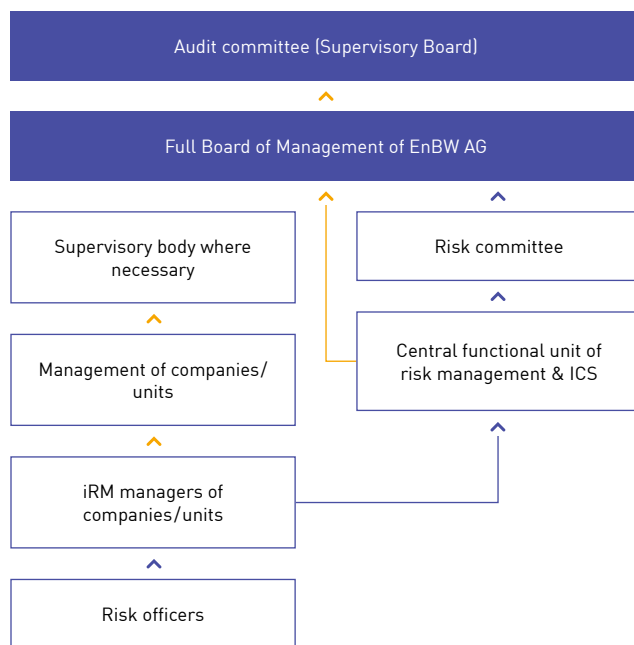 Audit committee (Supervisory Board)
Full Board of Management of EnBW AG
Supervisory body where
necessary
Risk committee
Management of companies/
units
Central functional unit of
risk management & ICS
iRM managers of
companies/units
Risk officers